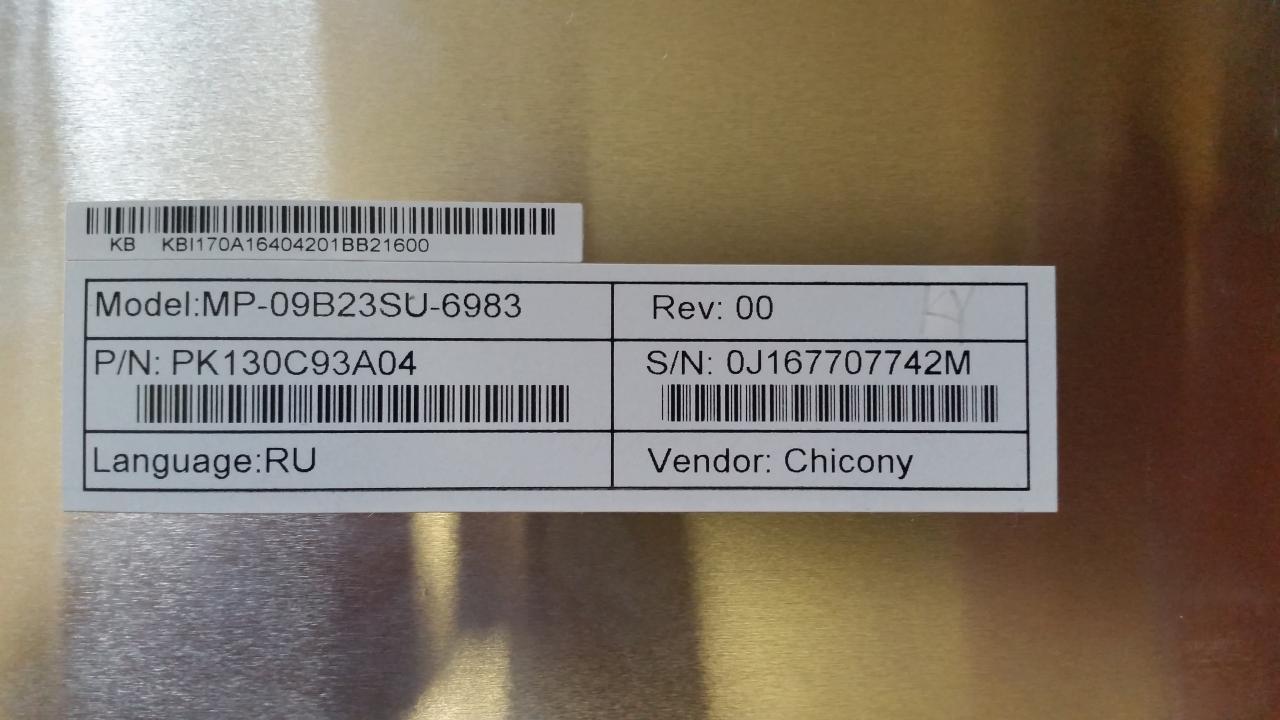 KB KBI170A16404201BB21600
Model:MP-09B23SU-6983
Rev: 00
P/N: PK130C93A04
S/N: 0J167707742M
Language:RU
Vendor: Chicony